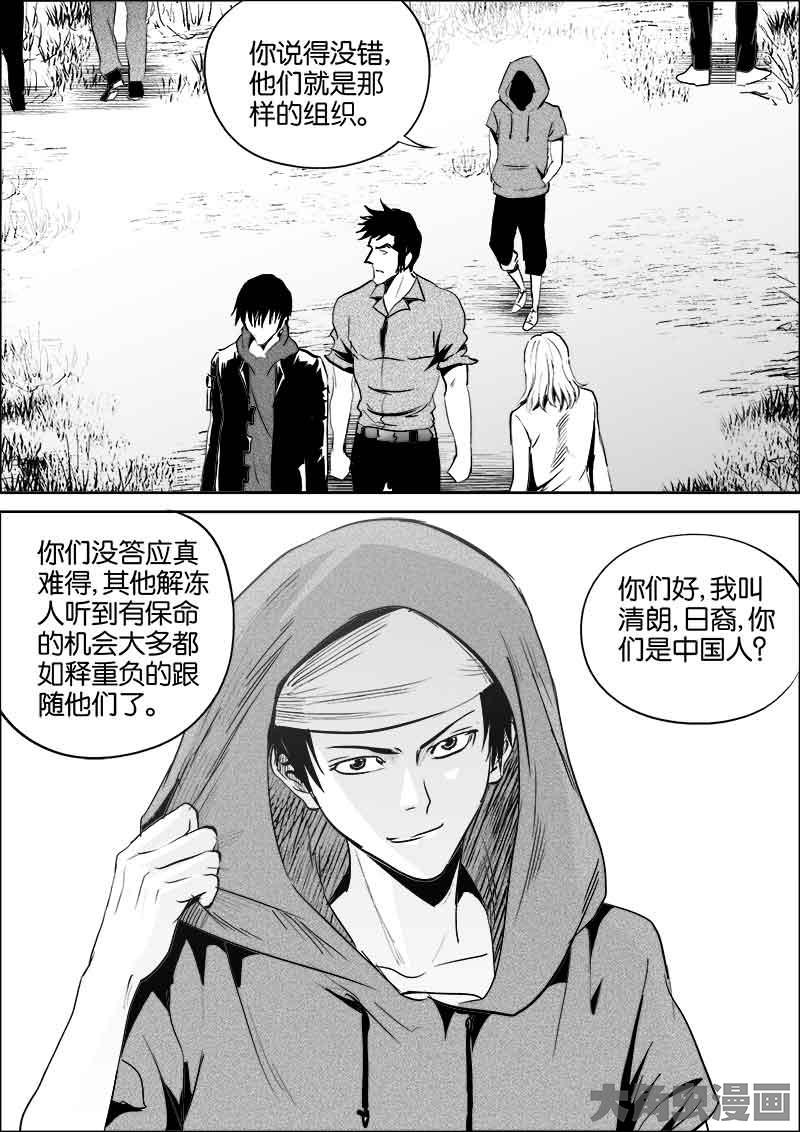 你说得没错,
他们就是那
样的组织。
你们没答应真
难得,其他解冻
人听到有保命
的机会大多都
如释重负的跟
随他们了。
你们好,我叫
清朗,日裔,你
们是中国人?
大角虫漫画